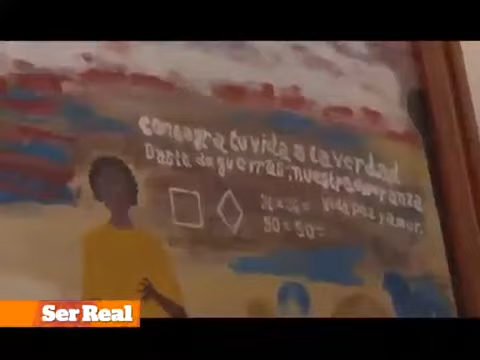 consagra tu vida a la verdad
Basta de guerras, nuestra esperanza
vida paz y amor.
50 = 50 =
Ser Real